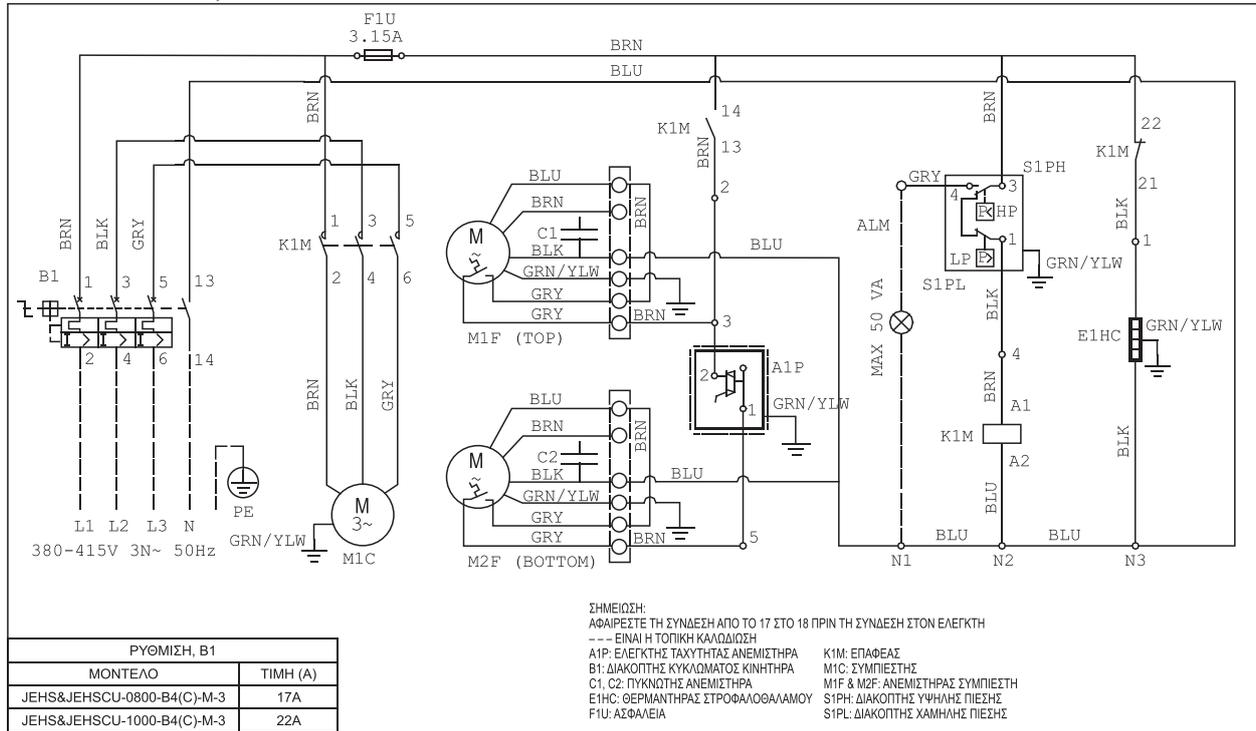 F1U
3.15A
BRN
BLU
BRN
14
K1M
13
BRN
2
BRN
22
K1M
21
BLK
1
S1PH
GRY
4
3
P
HP
1
LP
P
S1PL
GRN/YLW
ALM
MAX 50 VA
BLK
4
BRN
A1
K1M
A2
BLU
E1HC
GRN/YLW
BLK
BRN
BLK
GRY
B1
1
3
5
13
2
4
6
14
K1M
1
3
5
2
4
6
BRN
BLK
GRY
M
3~
M1C
GRN/YLW
PE
L1 L2 L3 N
380-415V 3N~ 50Hz
M
~
BLU
BRN
C1
BLK
GRN/YLW
GRY
GRY
BRN
BRN
BLU
3
M1F (TOP)
2
A1P
1
GRN/YLW
M
~
BLU
BRN
C2
BLK
GRN/YLW
GRY
GRY
BRN
BRN
BLU
5
M2F (BOTTOM)
BLU
BLU
N1
N2
N3
ΣΗΜΕΙΩΣΗ:
ΑΦΑΙΡΕΣΤΕ ΤΗ ΣΥΝΔΕΣΗ ΑΠΟ ΤΟ 17 ΣΤΟ 18 ΠΡΙΝ ΤΗ ΣΥΝΔΕΣΗ ΣΤΟΝ ΕΛΕΓΚΤΗ
--- ΕΙΝΑΙ Η ΤΟΠΙΚΗ ΚΑΛΩΔΙΩΣΗ
A1P: ΕΛΕΓΚΤΗΣ ΤΑΧΥΤΗΤΑΣ ΑΝΕΜΙΣΤΗΡΑ
B1: ΔΙΑΚΟΠΤΗΣ ΚΥΚΛΩΜΑΤΟΣ ΚΙΝΗΤΗΡΑ
C1, C2: ΠΥΚΝΩΤΗΣ ΑΝΕΜΙΣΤΗΡΑ
E1HC: ΘΕΡΜΑΝΤΗΡΑΣ ΣΤΡΟΦΑΛΟΘΑΛΑΜΟΥ
F1U: ΑΣΦΑΛΕΙΑ
K1M: ΕΠΑΦΕΑΣ
M1C: ΣΥΜΠΙΕΣΤΗΣ
M1F & M2F: ΑΝΕΜΙΣΤΗΡΑΣ ΣΥΜΠΙΕΣΤΗ
S1PH: ΔΙΑΚΟΠΤΗΣ ΥΨΗΛΗΣ ΠΙΕΣΗΣ
S1PL: ΔΙΑΚΟΠΤΗΣ ΧΑΜΗΛΗΣ ΠΙΕΣΗΣ
ΡΥΘΜΙΣΗ, B1
ΜΟΝΤΕΛΟ ΤΙΜΗ (A)
JEHS&JEHSCU-0800-B4(C)-M-3 17A
JEHS&JEHSCU-1000-B4(C)-M-3 22A